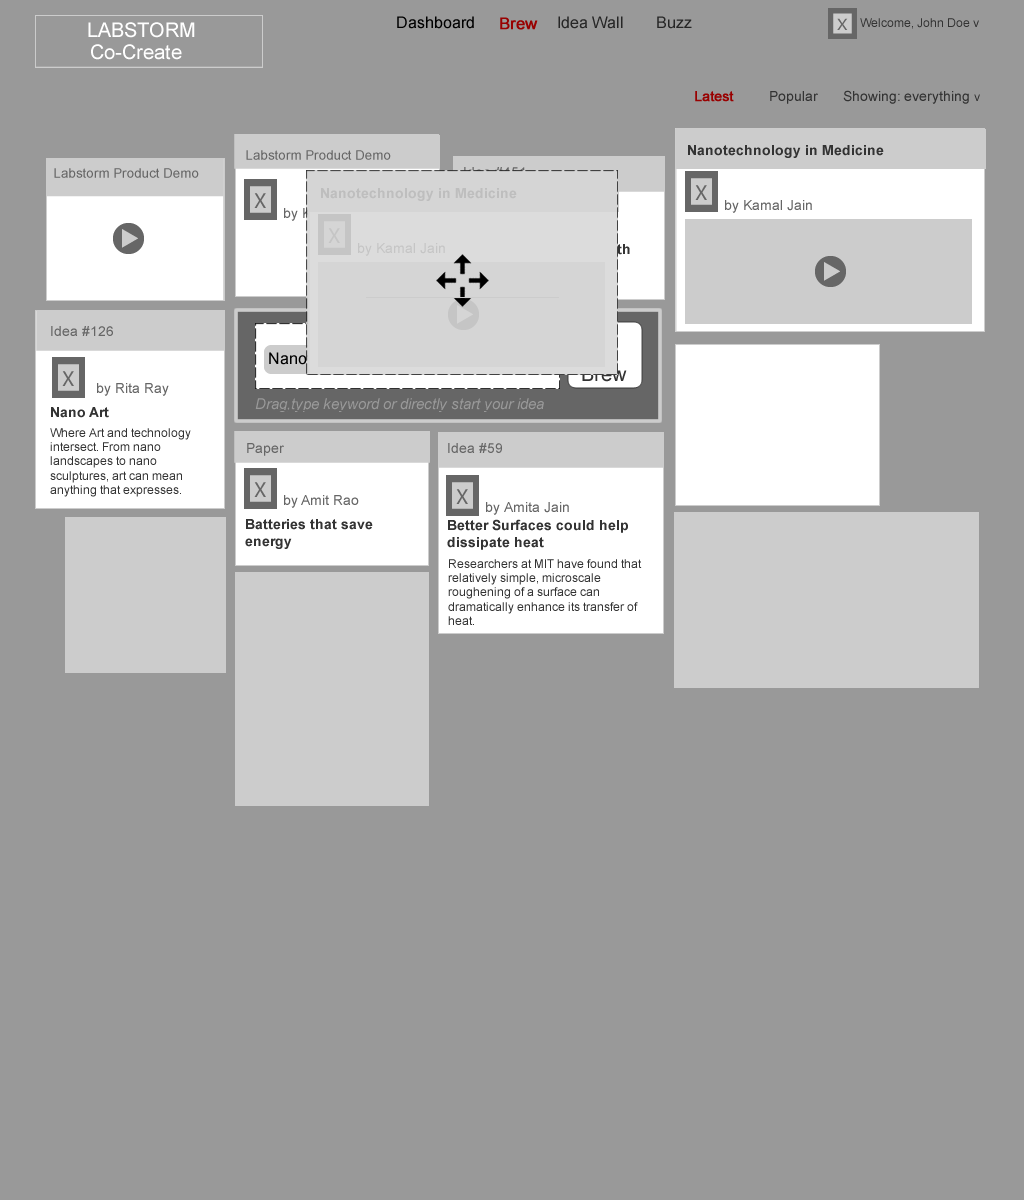 LABSTORM
Co-Create
Dashboard Brew Idea Wall Buzz
X Welcome, John Doe v
Latest Popular Showing: everything v
Labstorm Product Demo
Labstorm Product Demo
X by
Nanotechnology in Medicine
X by Kamal Jain
Nanotechnology in Medicine
X by Kamal Jain
Nano
Brew
Drag,type keyword or directly start your idea
Idea #126
X by Rita Ray
Nano Art
Where Art and technology
intersect. From nano
landscapes to nano
sculptures, art can mean
anything that expresses.
Paper
X by Amit Rao
Batteries that save
energy
Idea #59
X by Amita Jain
Better Surfaces could help
dissipate heat
Researchers at MIT have found that
relatively simple, microscale
roughening of a surface can
dramatically enhance its transfer of
heat.